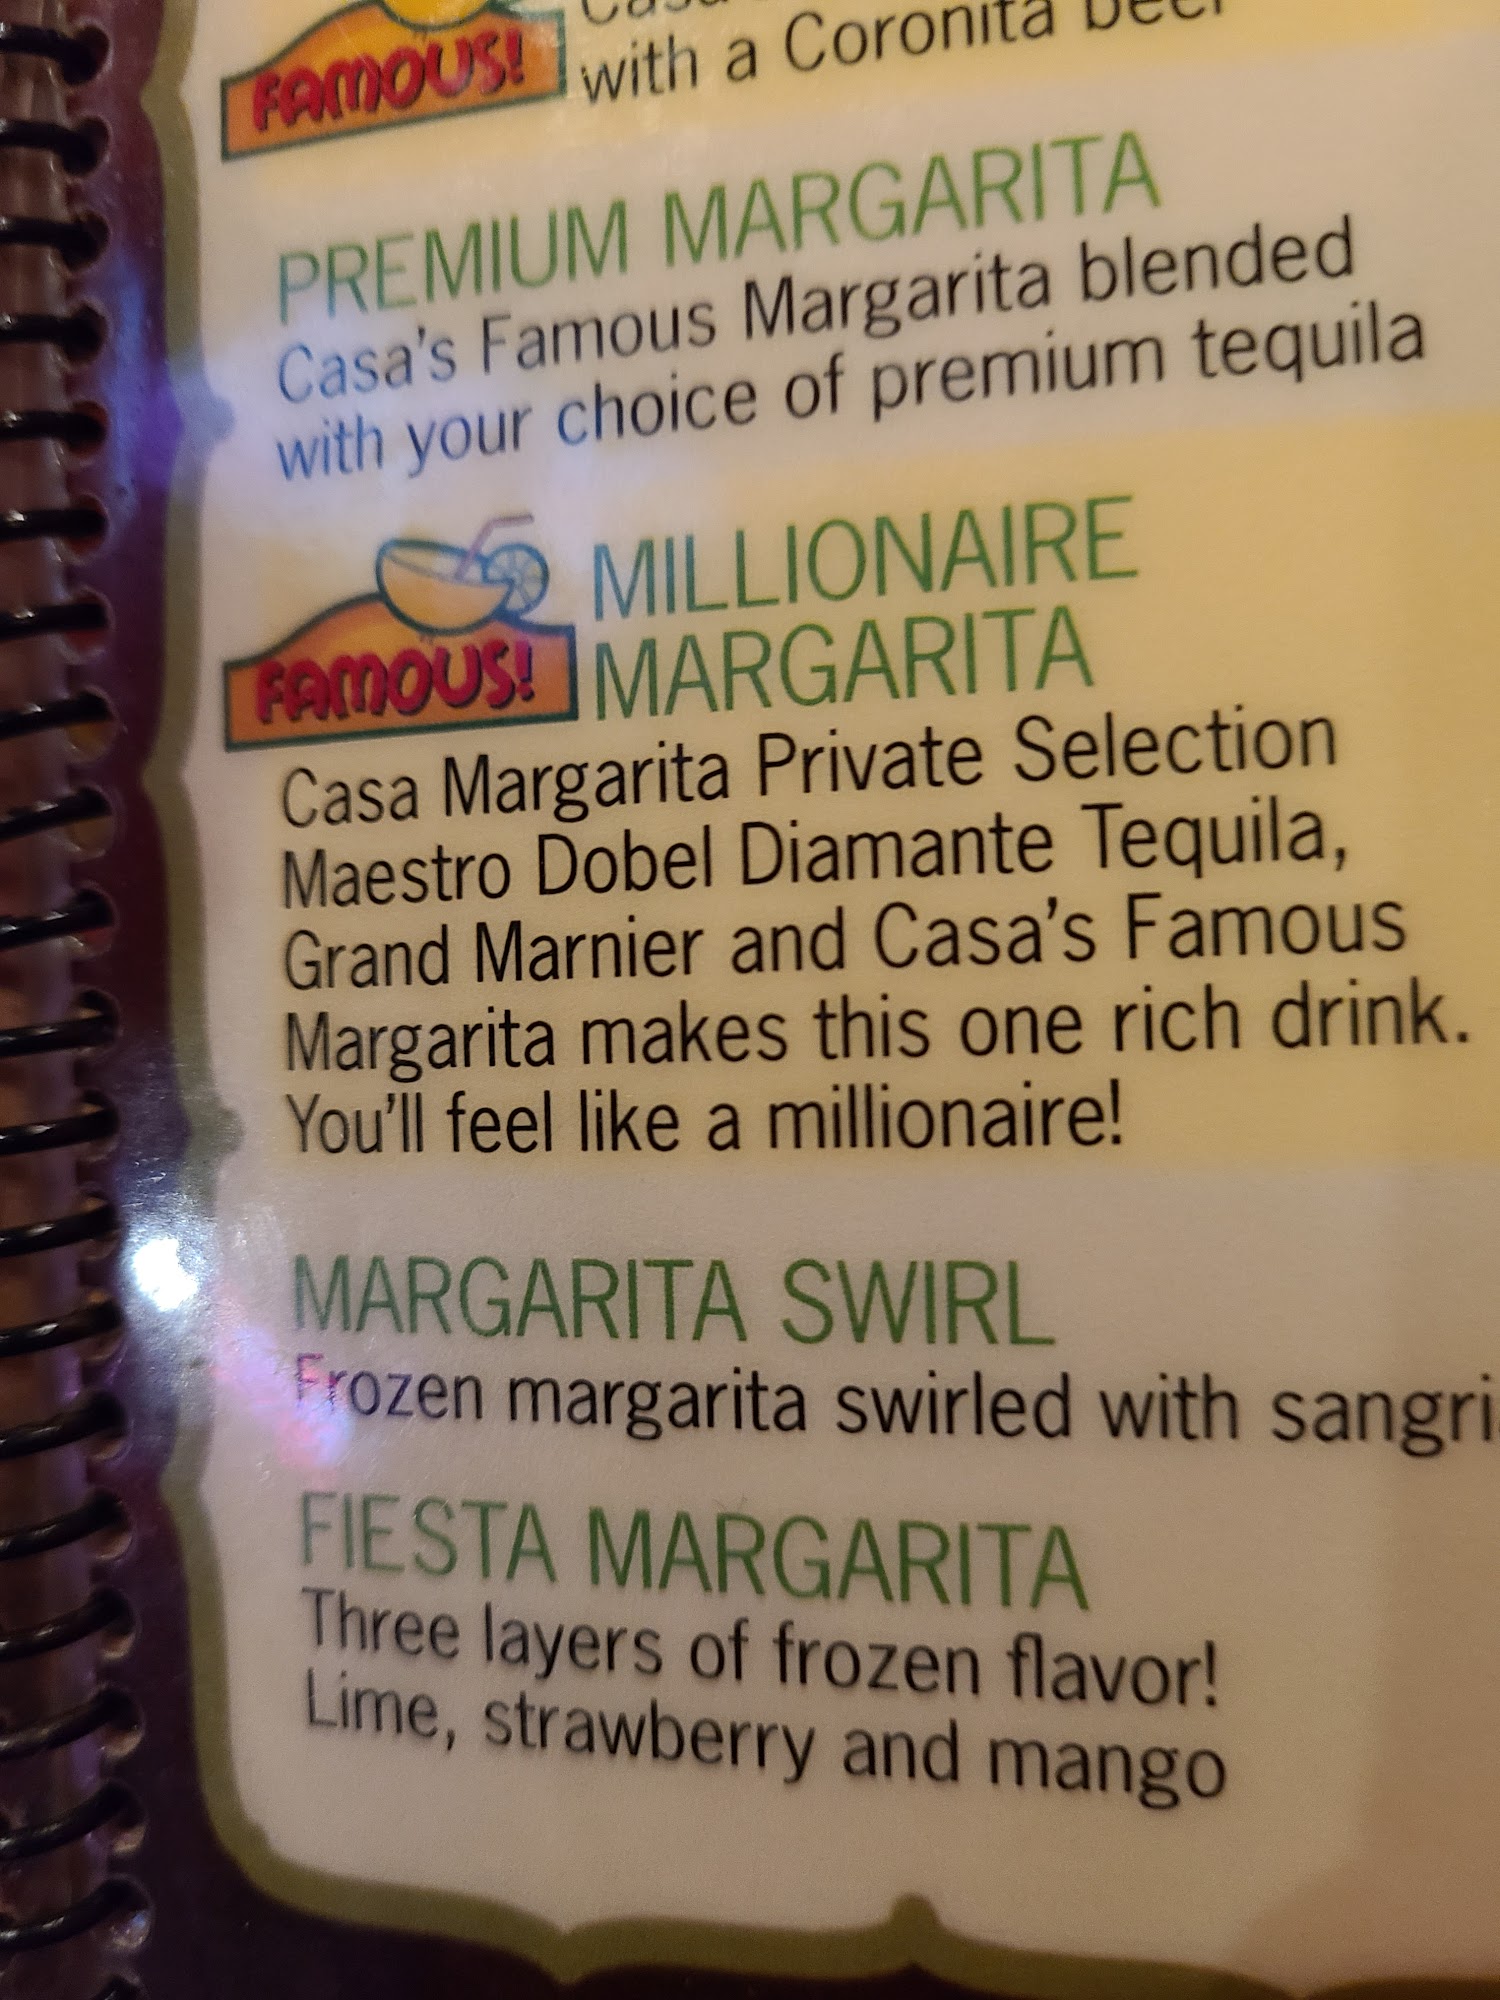 FAMOUS!
with a Coronita beer
PREMIUM MARGARITA
Casa's Famous Margarita blended
with your choice of premium tequila
FAMOUS!
MILLIONAIRE
MARGARITA
Casa Margarita Private Selection
Maestro Dobel Diamante Tequila,
Grand Marnier and Casa's Famous
Margarita makes this one rich drink.
You'll feel like a millionaire!
MARGARITA SWIRL
Frozen margarita swirled with
FIESTA MARGARITA
Three layers of frozen flavor!
Lime, strawberry and mango